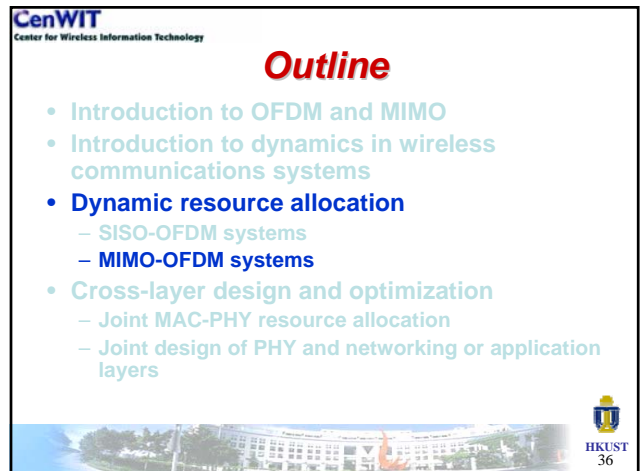 CenWIT
Center for Wireless Information Technology
Outline
• Introduction to OFDM and MIMO
• Introduction to dynamics in wireless
communications systems
• Dynamic resource allocation
– SISO-OFDM systems
– MIMO-OFDM systems
• Cross-layer design and optimization
– Joint MAC-PHY resource allocation
– Joint design of PHY and networking or application
layers
HKUST
36